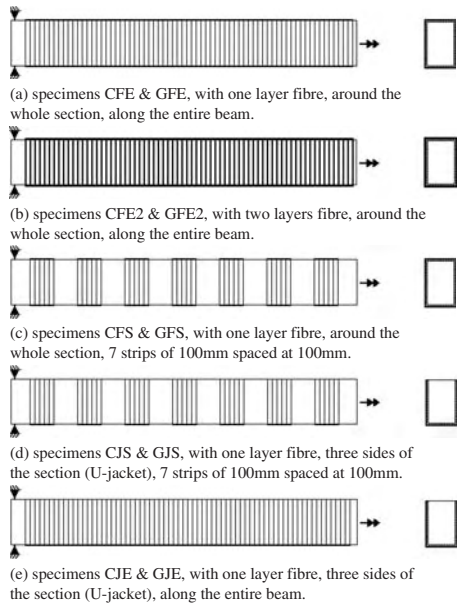 (a) specimens CFE & GFE, with one layer fibre, around the
whole section, along the entire beam.
(b) specimens CFE2 & GFE2, with two layers fibre, around the
whole section, along the entire beam.
(c) specimens CFS & GFS, with one layer fibre, around the
whole section, 7 strips of 100mm spaced at 100mm.
(d) specimens CJS & GJS, with one layer fibre, three sides of
the section (U-jacket), 7 strips of 100mm spaced at 100mm.
(e) specimens CJE & GJE, with one layer fibre, three sides of
the section (U-jacket), along the entire beam.